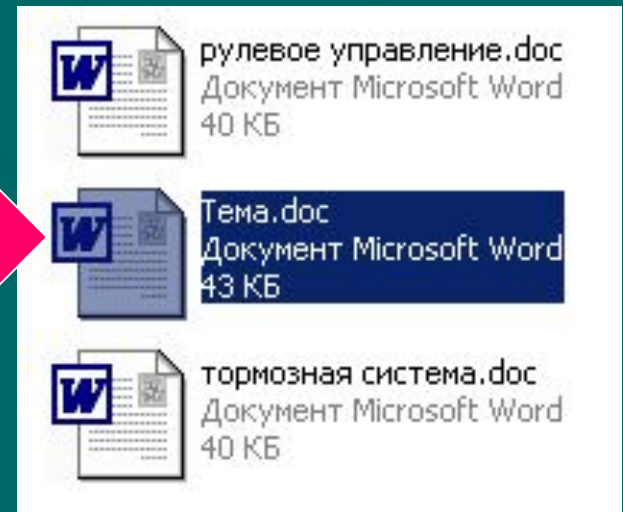 рулевое управление.doc
Документ Microsoft Word
40 КБ
Тема.doc
Документ Microsoft Word
43 КБ
тормозная система.doc
Документ Microsoft Word
40 КБ